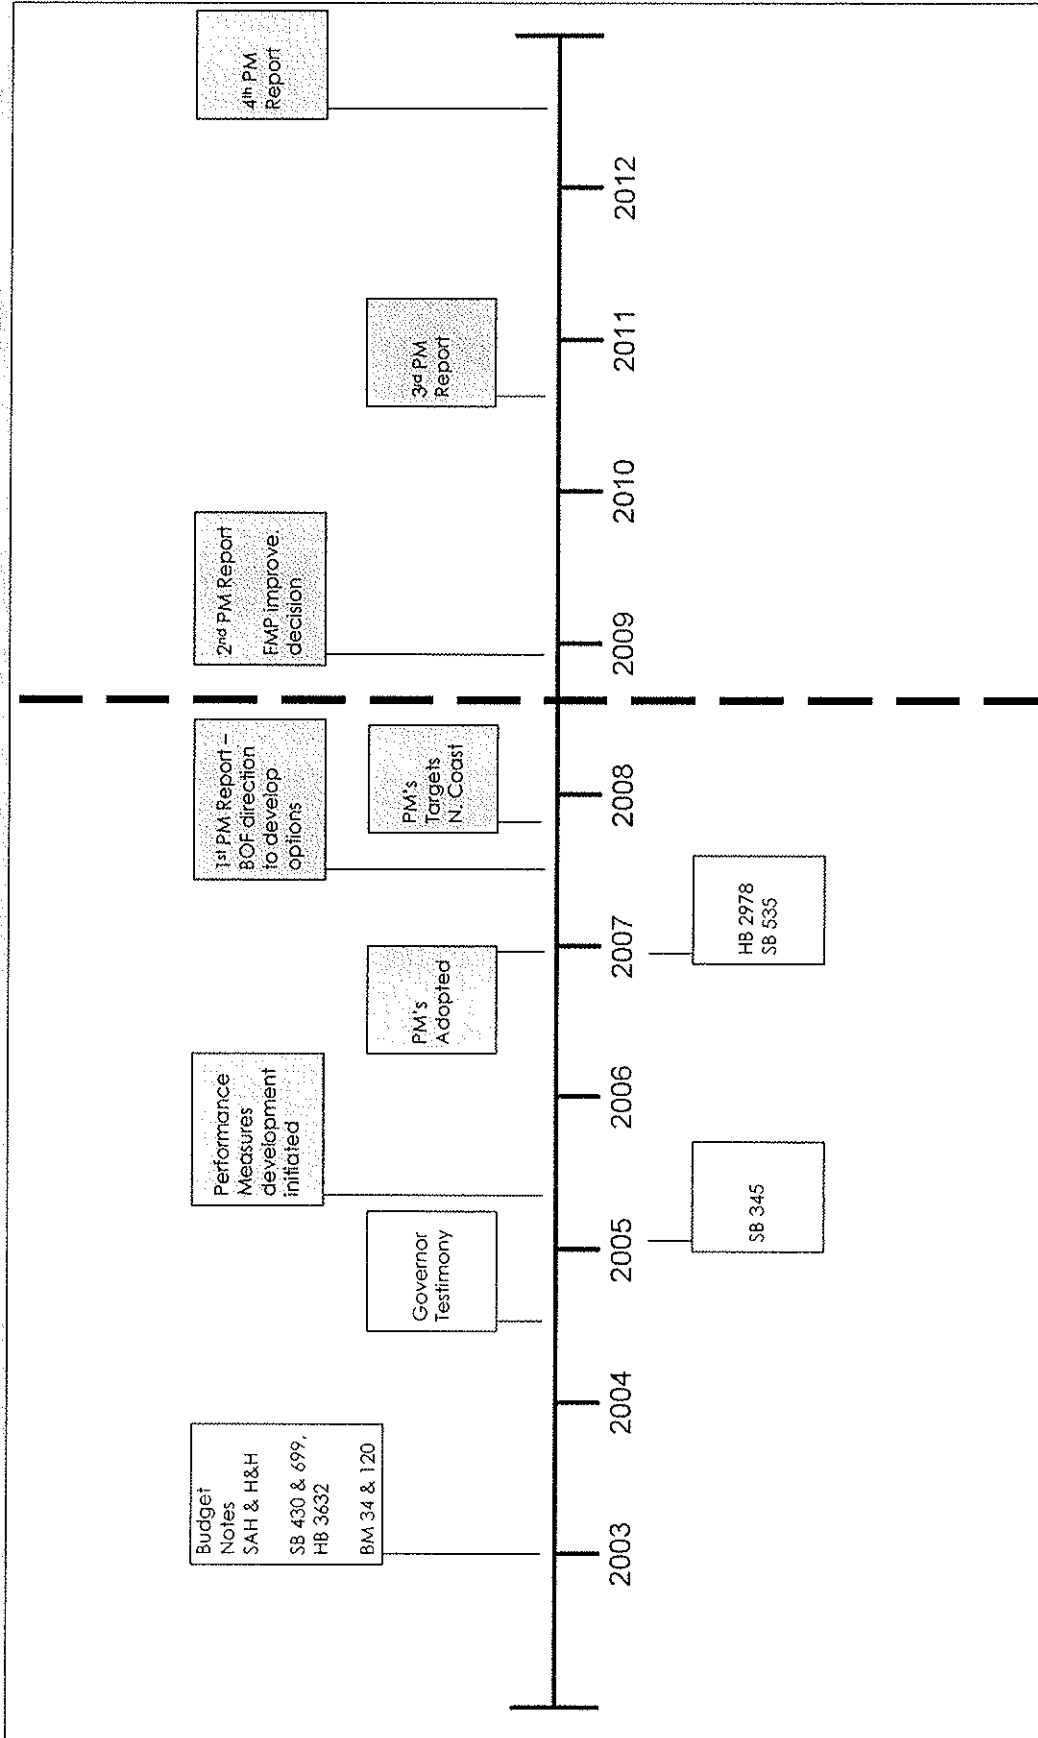 Budget
Notes
SAH & H&H
SB 430 & 699,
HB 3632
BM 34 & 120
Governor
Testimony
Performance
Measures
development
initiated
PM's
Adopted
1st PM Report –
BOF direction
to develop
options
PM's
Targets
N. Coast
2nd PM Report
FMP improve.
decision
3rd PM
Report
4th PM
Report
2003
2004
2005
2006
2007
2008
2009
2010
2011
2012
SB 345
HB 2978
SB 535